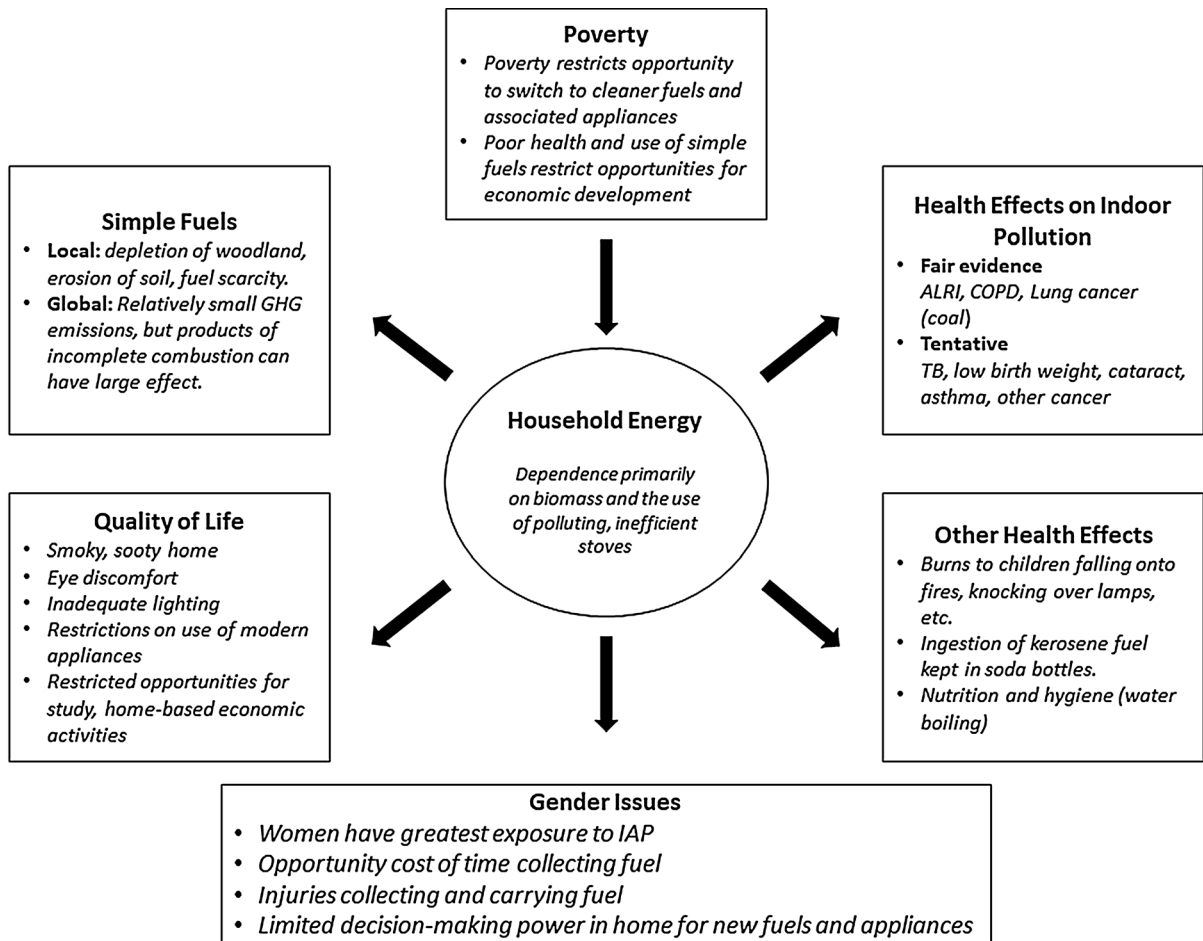 Poverty
• Poverty restricts opportunity
to switch to cleaner fuels and
associated appliances
• Poor health and use of simple
fuels restrict opportunities for
economic development
Simple Fuels
• Local: depletion of woodland,
erosion of soil, fuel scarcity.
• Global: Relatively small GHG
emissions, but products of
incomplete combustion can
have large effect.
Health Effects on Indoor
Pollution
• Fair evidence
ALRI, COPD, Lung cancer
(coal)
• Tentative
TB, low birth weight, cataract,
asthma, other cancer
Household Energy
Dependence primarily
on biomass and the use
of polluting, inefficient
stoves
Quality of Life
• Smoky, sooty home
• Eye discomfort
• Inadequate lighting
• Restrictions on use of modern
appliances
• Restricted opportunities for
study, home-based economic
activities
Other Health Effects
• Burns to children falling onto
fires, knocking over lamps,
etc.
• Ingestion of kerosene fuel
kept in soda bottles.
• Nutrition and hygiene (water
boiling)
Gender Issues
• Women have greatest exposure to IAP
• Opportunity cost of time collecting fuel
• Injuries collecting and carrying fuel
• Limited decision-making power in home for new fuels and appliances